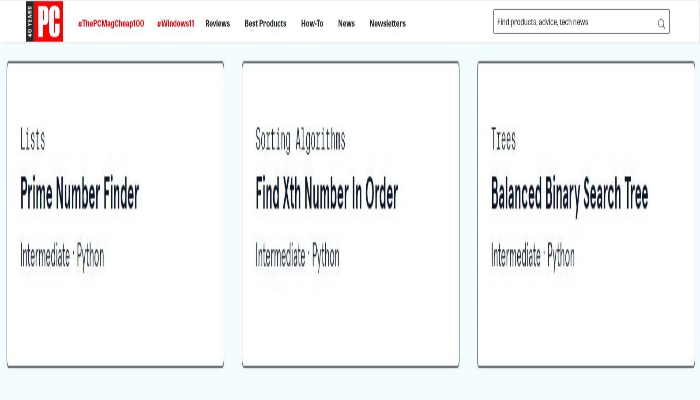 40 YEARS PC #ThePCMagCheap100 #Windows11 Reviews Best Products How-To News Newsletters Find products, advice, tech news
Lists
Prime Number Finder
Intermediate · Python
Sorting Algorithms
Find Xth Number In Order
Intermediate · Python
Trees
Balanced Binary Search Tree
Intermediate · Python